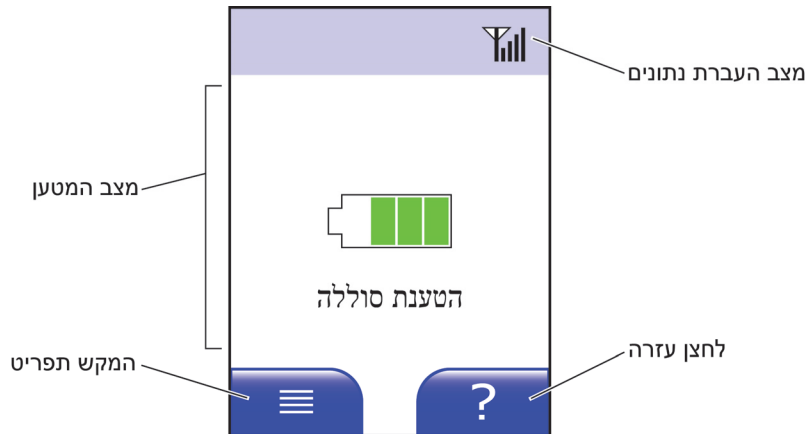 מצב העברת נתונים
מצב המטען
הטענת סוללה
לחצן עזרה
המקש תפריט
?